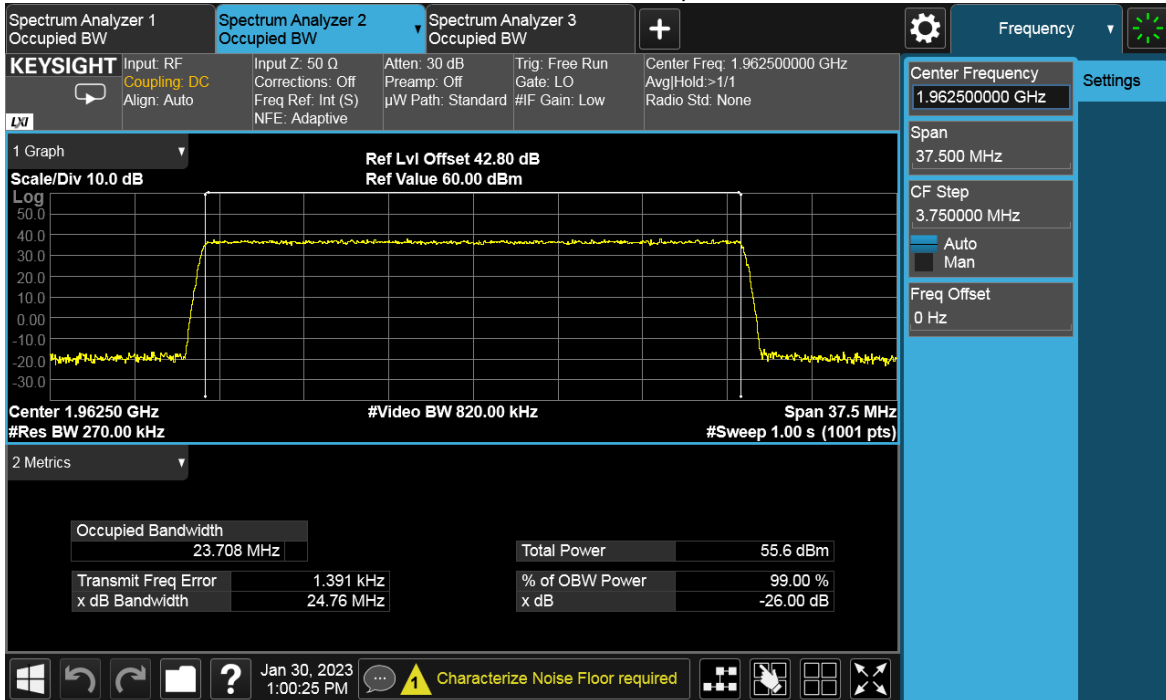 Spectrum Analyzer 1
Occupied BW
Spectrum Analyzer 2
Occupied BW
Spectrum Analyzer 3
Occupied BW
+
Frequency
KEYSIGHT
LXI
Input: RF
Coupling: DC
Align: Auto
Input Z: 50 Ω
Corrections: Off
Freq Ref: Int (S)
NFE: Adaptive
Atten: 30 dB
Preamp: Off
µW Path: Standard
Trig: Free Run
Gate: LO
#IF Gain: Low
Center Freq: 1.962500000 GHz
Avg|Hold:>1/1
Radio Std: None
Center Frequency
1.962500000 GHz
Settings
Span
37.500 MHz
CF Step
3.750000 MHz
Auto
Man
Freq Offset
0 Hz
1 Graph
Scale/Div 10.0 dB
Ref Lvl Offset 42.80 dB
Ref Value 60.00 dBm
Log
50.0
40.0
30.0
20.0
10.0
0.00
-10.0
-20.0
-30.0
Center 1.96250 GHz
#Video BW 820.00 kHz
Span 37.5 MHz
#Res BW 270.00 kHz
#Sweep 1.00 s (1001 pts)
2 Metrics
Occupied Bandwidth
23.708 MHz
Total Power 55.6 dBm
Transmit Freq Error 1.391 kHz
% of OBW Power 99.00 %
x dB Bandwidth 24.76 MHz
x dB -26.00 dB
?
Jan 30, 2023
1:00:25 PM
1
Characterize Noise Floor required